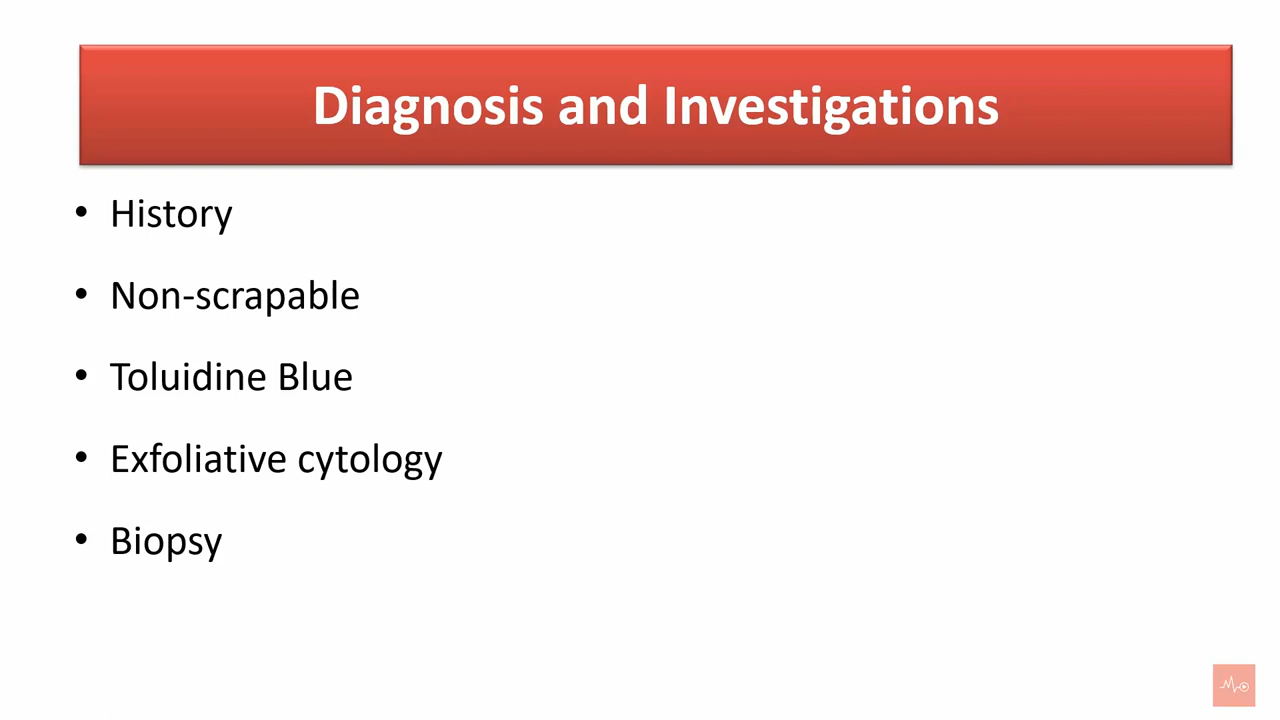 Diagnosis and Investigations
• History
• Non-scrapable
• Toluidine Blue
• Exfoliative cytology
• Biopsy